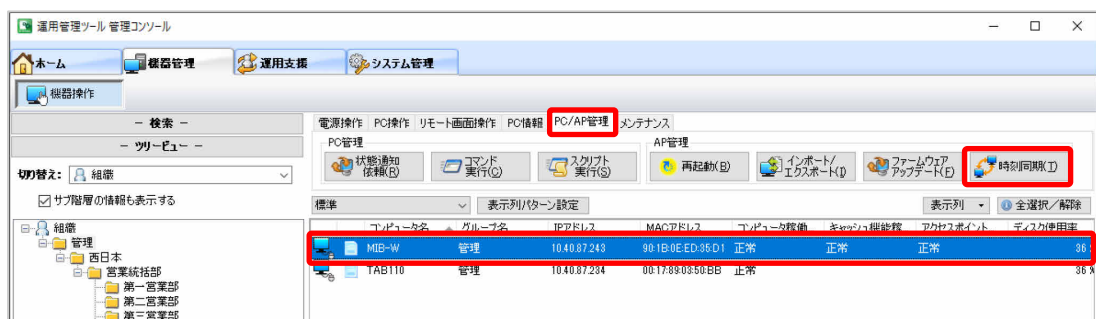 運用管理ツール 管理コンソール
ホーム 機器管理 運用支援 システム管理
機器操作
− 検索 −
− ツリービュー −
切り替え: 組織
サブ階層の情報も表示する
組織
管理
西日本
営業統括部
第一営業部
第二営業部
第三営業部
電源操作 PC操作 リモート画面操作 PC情報 PC/AP管理 メンテナンス
PC管理 AP管理
状態通知依頼(R) コマンド実行(C) スクリプト実行(S) 再起動(B) インポート/エクスポート(I) ファームウェアアップデート(F) 時刻同期(T)
標準 表示列パターン設定 表示列 全選択/解除
コンピュータ名 グループ名 IPアドレス MACアドレス コンピュータ稼働 キャッシュ機能稼 アクセスポイント ディスク使用率
MIB-W 管理 10.40.87.243 90:1B:0E:ED:35:D1 正常 正常 正常 36
TAB110 管理 10.40.87.234 00:17:89:03:50:BB 正常 36 %